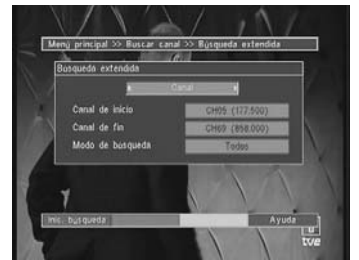 Menú principal >> Buscar canal >> Búsqueda extendida
Búsqueda extendida
Canal
Canal de inicio CH05 (177.500)
Canal de fin CH69 (858.000)
Modo de búsqueda Todos
Inic. búsqueda Ayuda
tve